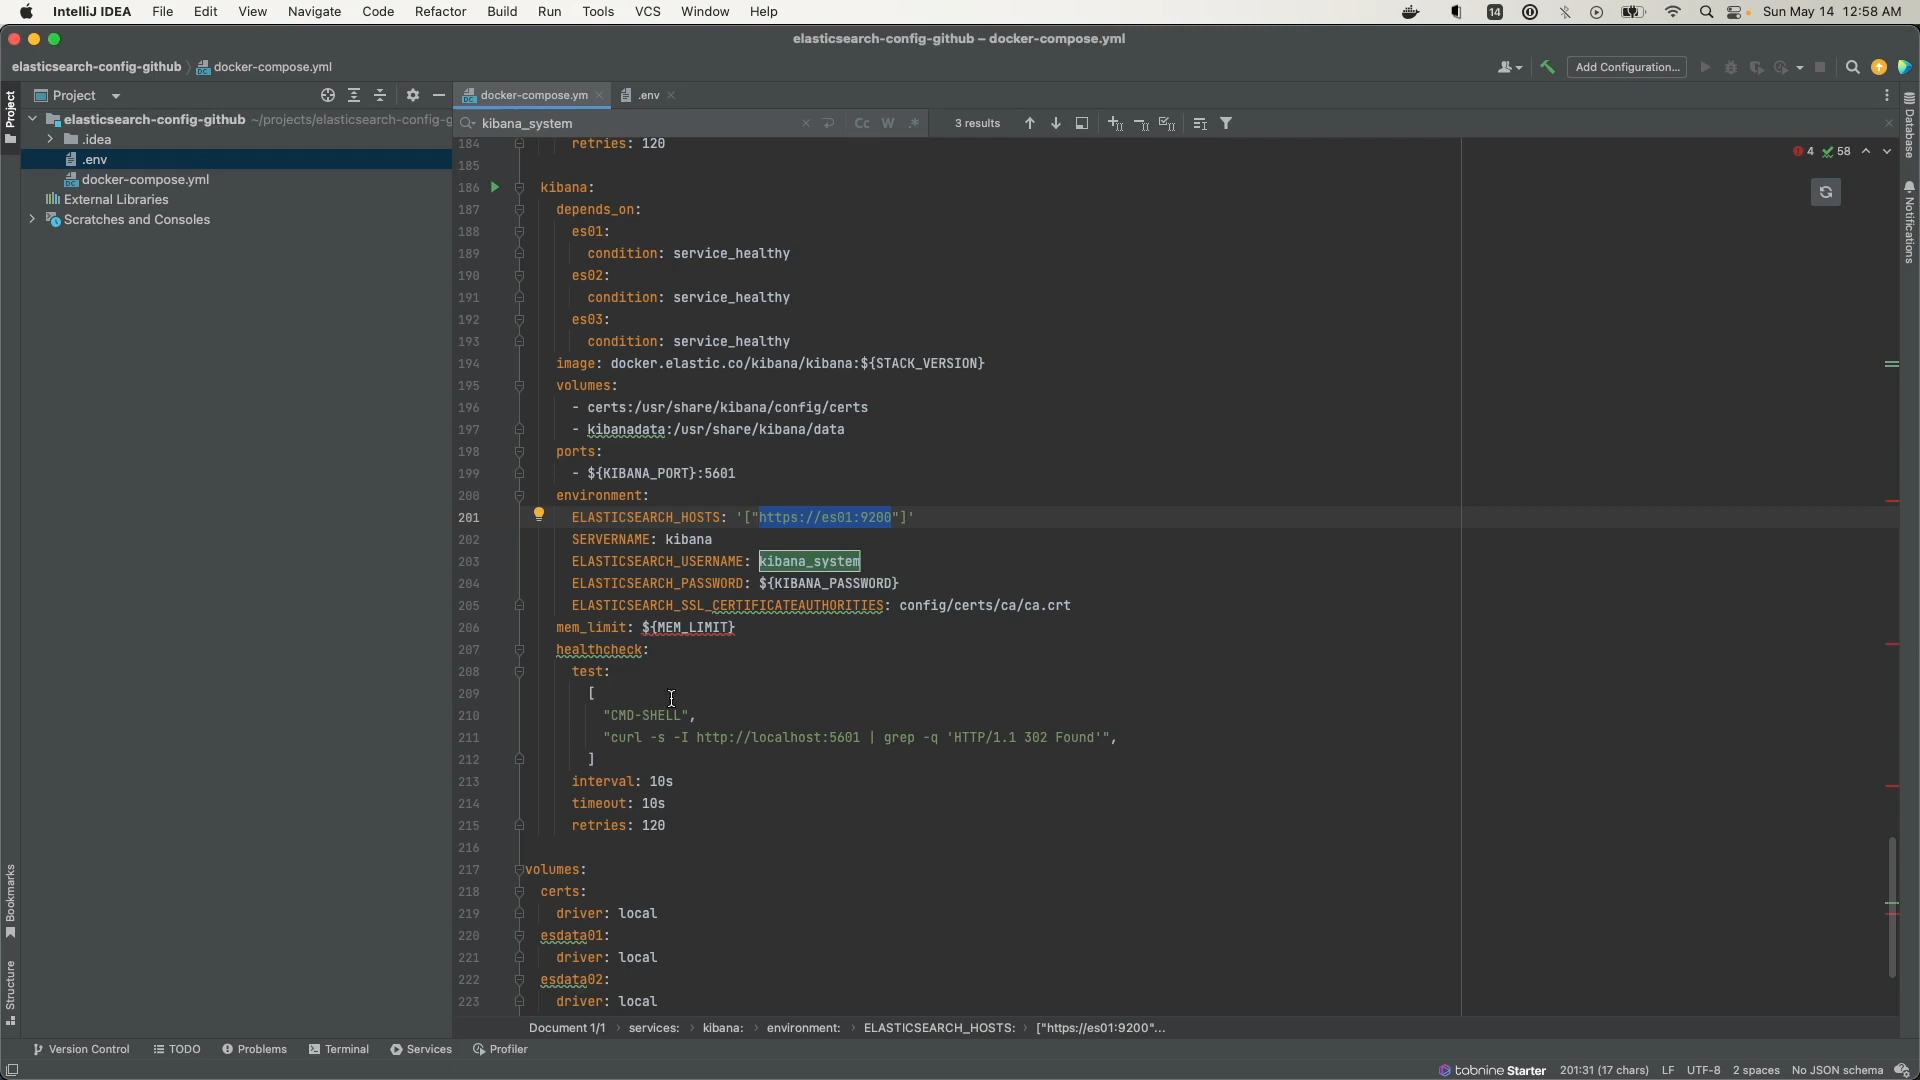 IntelliJ IDEA File Edit View Navigate Code Refactor Build Run Tools VCS Window Help 14 Sun May 14 12:58 AM
elasticsearch-config-github – docker-compose.yml
elasticsearch-config-github docker-compose.yml Add Configuration...
Project docker-compose.ym .env
elasticsearch-config-github ~/projects/elasticsearch-config-g
kibana_system Cc W .* 3 results
.idea
.env
docker-compose.yml
External Libraries
Scratches and Consoles
Project
Bookmarks
Structure
Database
Notifications
4 58
184 retries: 120
185
186 kibana:
187 depends_on:
188 es01:
189 condition: service_healthy
190 es02:
191 condition: service_healthy
192 es03:
193 condition: service_healthy
194 image: docker.elastic.co/kibana/kibana:${STACK_VERSION}
195 volumes:
196 - certs:/usr/share/kibana/config/certs
197 - kibanadata:/usr/share/kibana/data
198 ports:
199 - ${KIBANA_PORT}:5601
200 environment:
201 ELASTICSEARCH_HOSTS: '["https://es01:9200"]'
202 SERVERNAME: kibana
203 ELASTICSEARCH_USERNAME: kibana_system
204 ELASTICSEARCH_PASSWORD: ${KIBANA_PASSWORD}
205 ELASTICSEARCH_SSL_CERTIFICATEAUTHORITIES: config/certs/ca/ca.crt
206 mem_limit: ${MEM_LIMIT}
207 healthcheck:
208 test:
209 [
210 "CMD-SHELL",
211 "curl -s -I http://localhost:5601 | grep -q 'HTTP/1.1 302 Found'",
212 ]
213 interval: 10s
214 timeout: 10s
215 retries: 120
216
217 volumes:
218 certs:
219 driver: local
220 esdata01:
221 driver: local
222 esdata02:
223 driver: local
Document 1/1 › services: › kibana: › environment: › ELASTICSEARCH_HOSTS: › ["https://es01:9200"...
Version Control TODO Problems Terminal Services Profiler
tabnine Starter 201:31 (17 chars) LF UTF-8 2 spaces No JSON schema